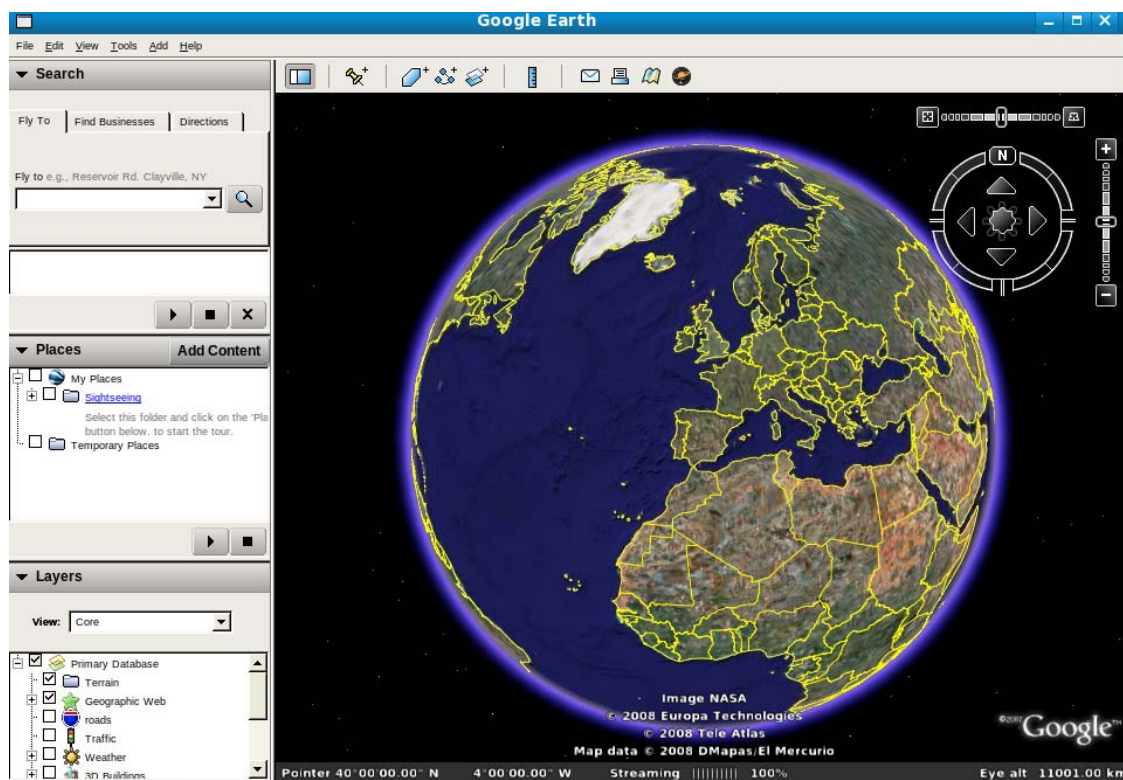 Google Earth
File Edit View Tools Add Help
Search
Fly To Find Businesses Directions
Fly to e.g., Reservoir Rd. Clayville, NY
Places Add Content
My Places
Sightseeing
Select this folder and click on the 'Pla
button below. to start the tour.
Temporary Places
Layers
View: Core
Primary Database
Terrain
Geographic Web
roads
Traffic
Weather
3D Buildings
N
Image NASA
© 2008 Europa Technologies
© 2008 Tele Atlas
Map data © 2008 DMapas/El Mercurio
©2007 Google™
Pointer 40°00'00.00" N 4°00'00.00" W Streaming ||||||||| 100% Eye alt 11001.00 km